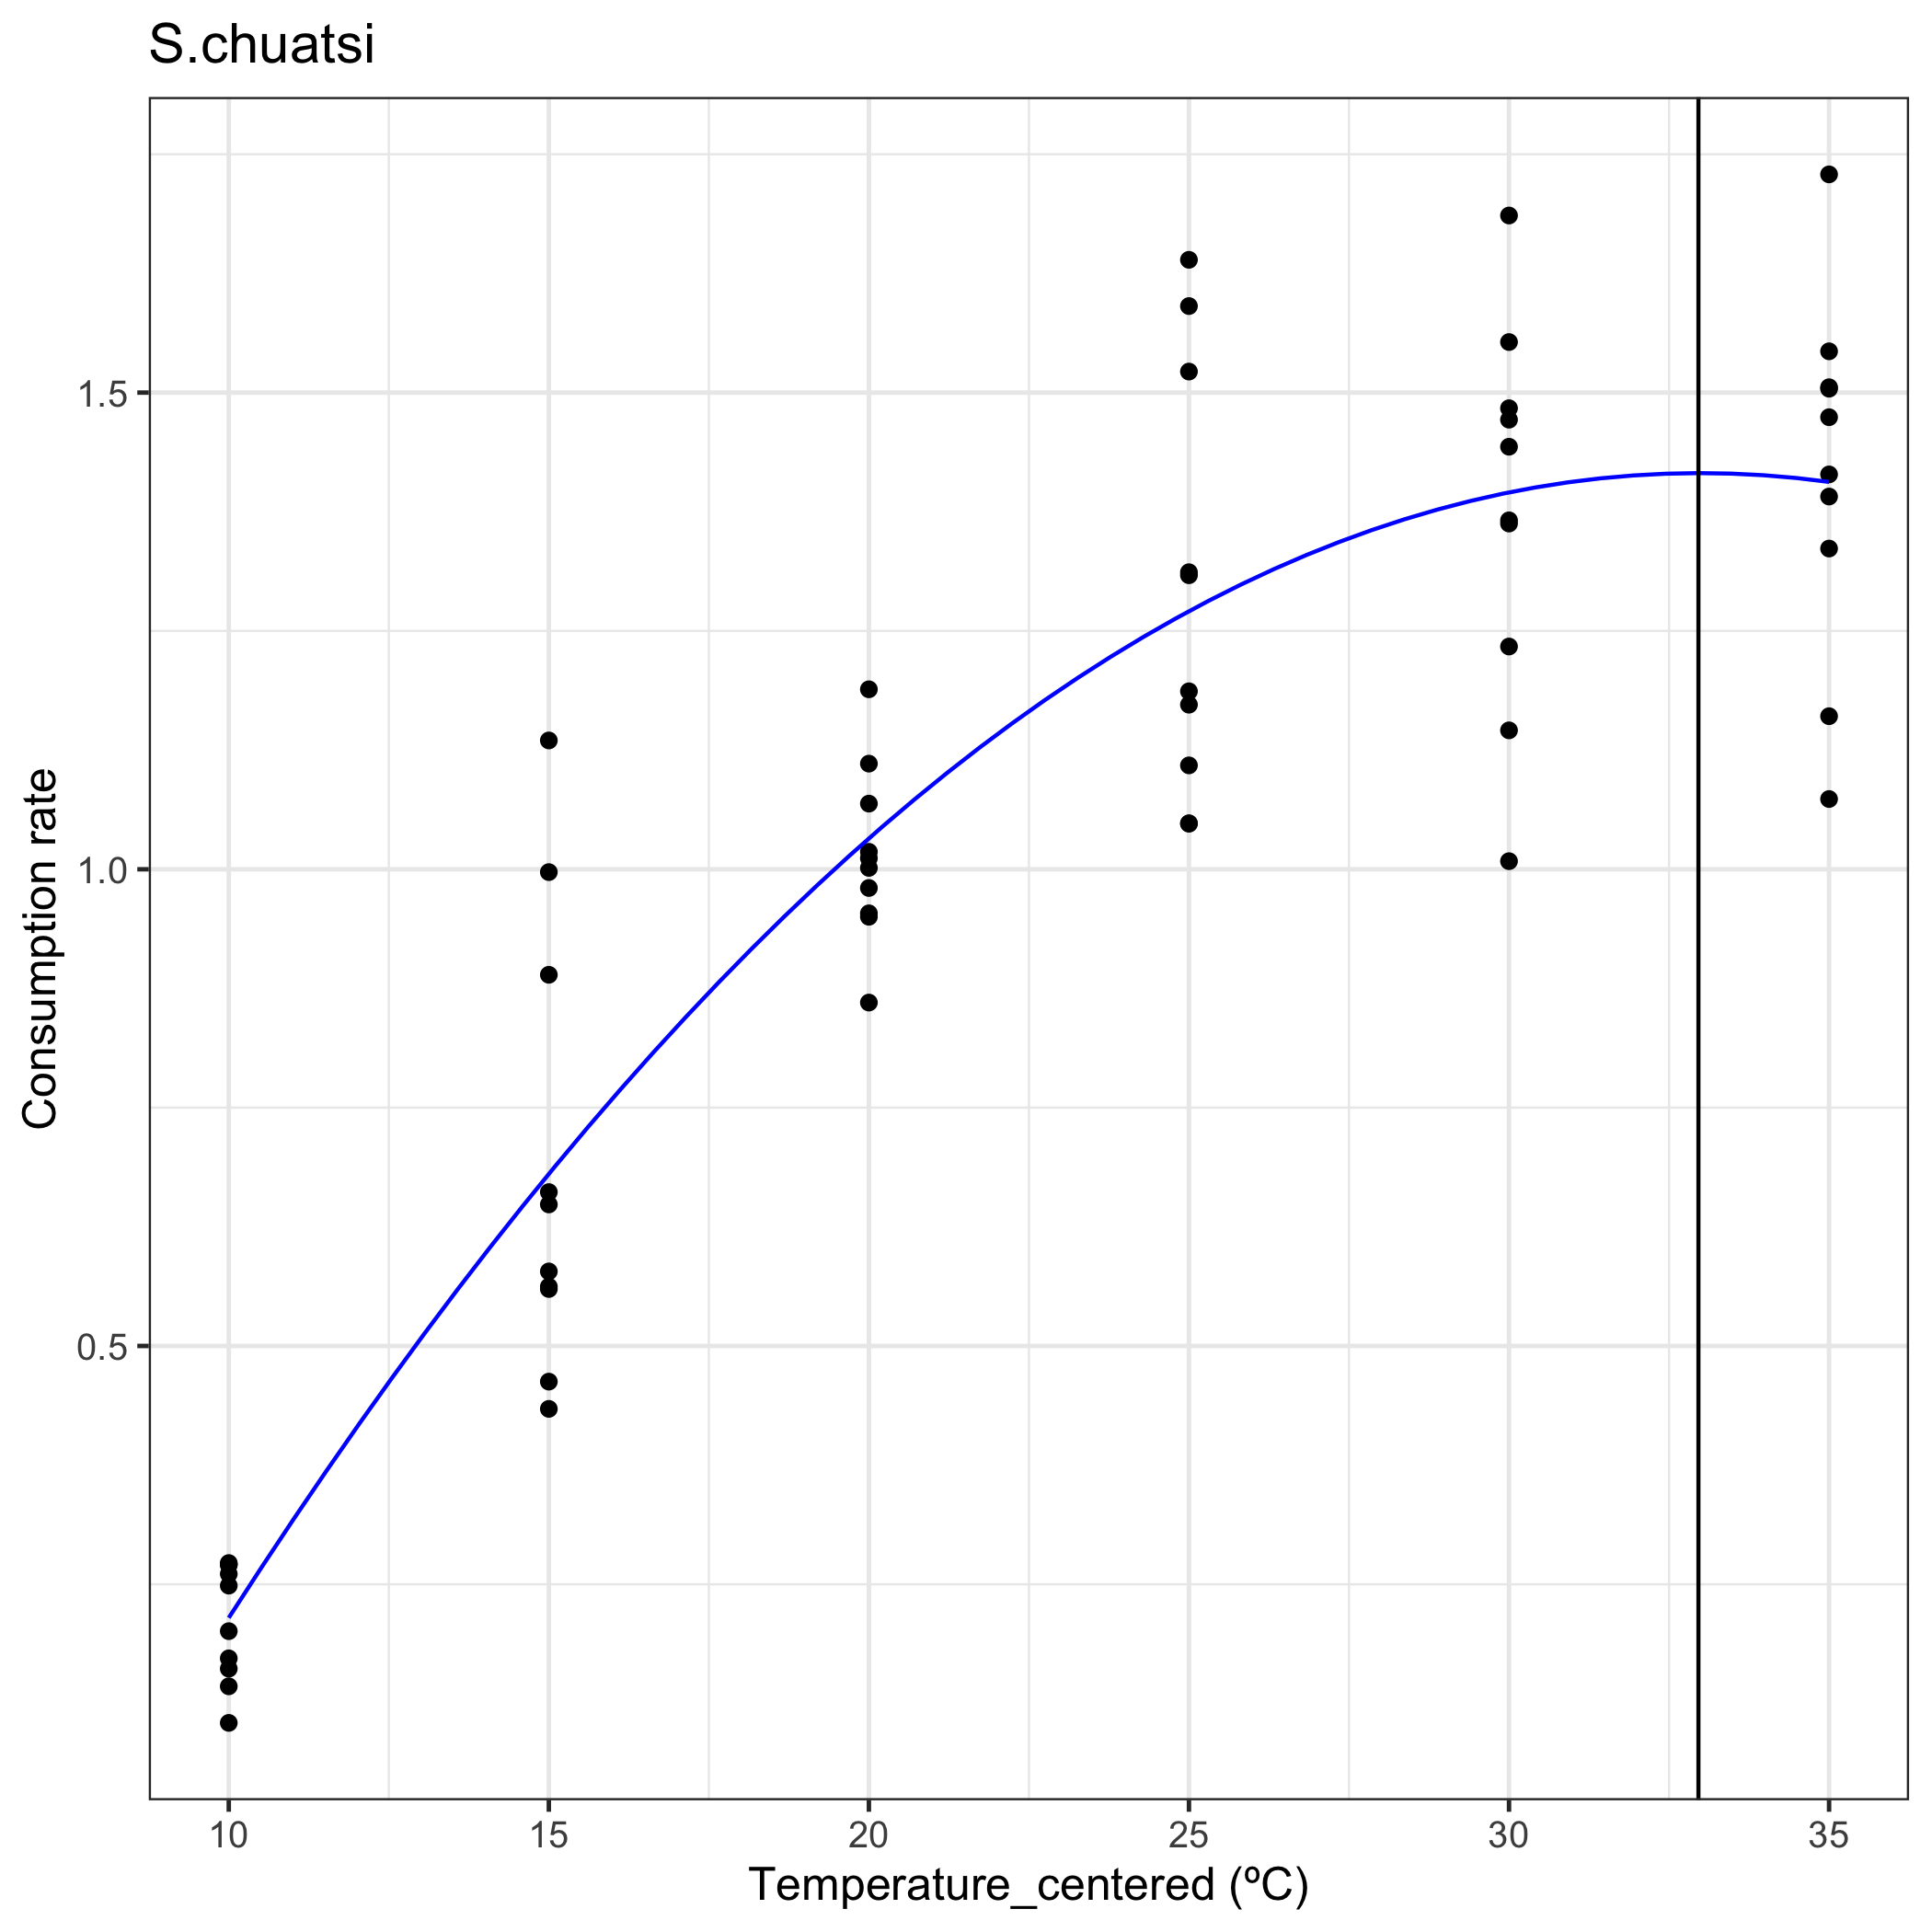 S.chuatsi
Consumption rate
1.5
1.0
0.5
10 15 20 25 30 35
Temperature_centered (ºC)